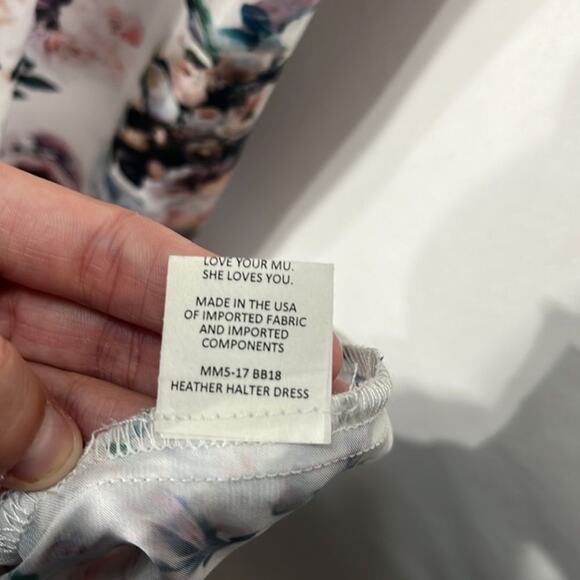 LOVE YOUR MU.
SHE LOVES YOU.
MADE IN THE USA
OF IMPORTED FABRIC
AND IMPORTED
COMPONENTS
MM5-17 BB18
HEATHER HALTER DRESS